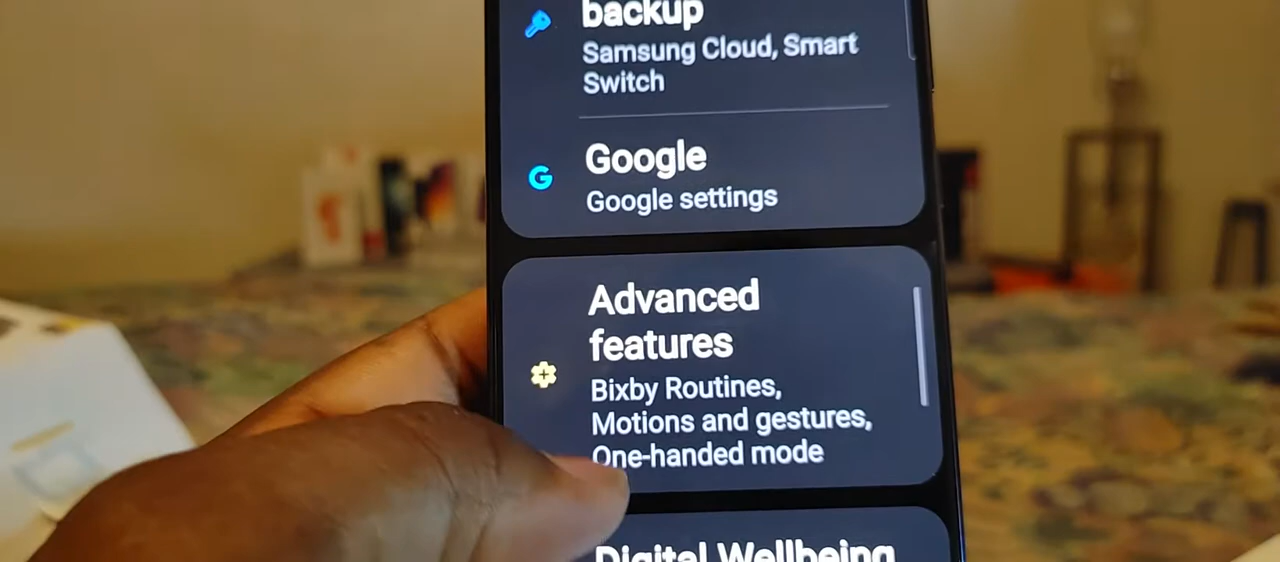 backup
Samsung Cloud, Smart
Switch
Google
Google settings
Advanced
features
Bixby Routines,
Motions and gestures,
One-handed mode
Digital Wellbeing